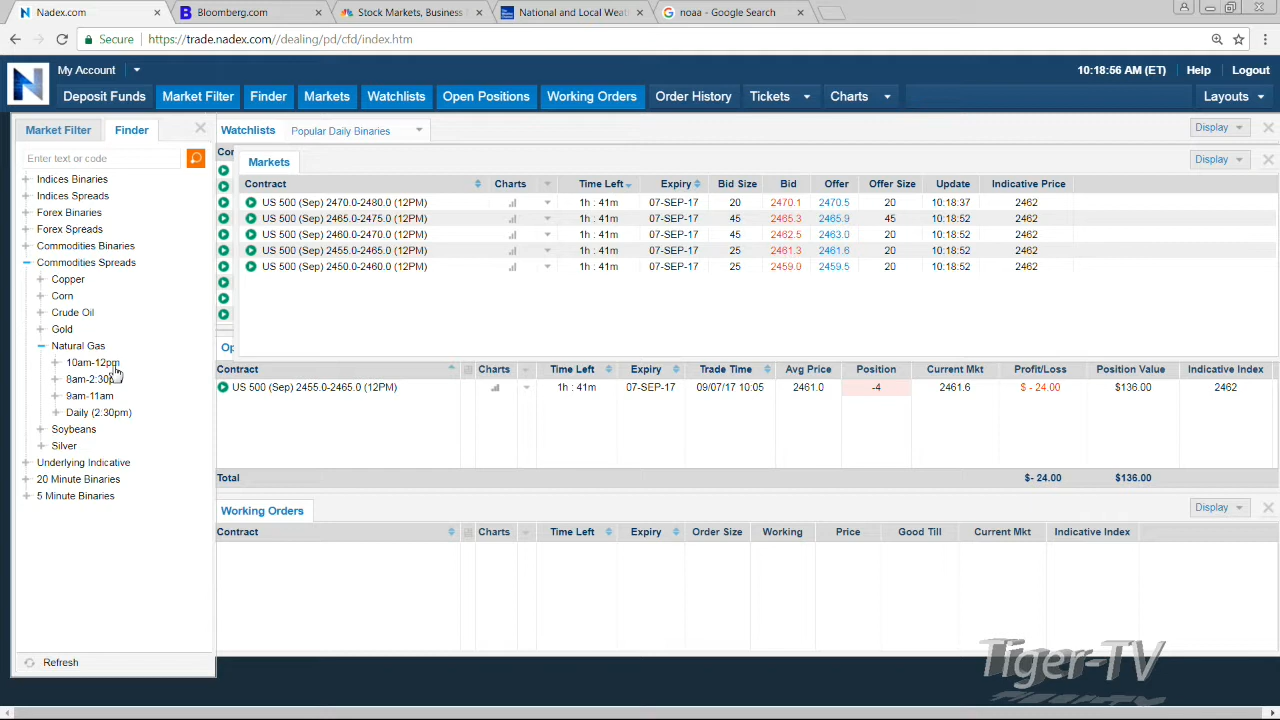 Nadex.com
Bloomberg.com
Stock Markets, Business
National and Local Weat
noaa - Google Search
Secure
https://trade.nadex.com//dealing/pd/cfd/index.htm
My Account
10:18:56 AM (ET)
Help
Logout
Deposit Funds
Market Filter
Finder
Markets
Watchlists
Open Positions
Working Orders
Order History
Tickets
Charts
Layouts
Market Filter
Finder
Enter text or code
Indices Binaries
Indices Spreads
Forex Binaries
Forex Spreads
Commodities Binaries
Commodities Spreads
Copper
Corn
Crude Oil
Gold
Natural Gas
10am-12pm
8am-2:30p
9am-11am
Daily (2:30pm)
Soybeans
Silver
Underlying Indicative
20 Minute Binaries
5 Minute Binaries
Refresh
Watchlists
Popular Daily Binaries
Display
Cor
Markets
Display
Contract Charts Time Left Expiry Bid Size Bid Offer Offer Size Update Indicative Price
US 500 (Sep) 2470.0-2480.0 (12PM) 1h : 41m 07-SEP-17 20 2470.1 2470.5 20 10:18:37 2462
US 500 (Sep) 2465.0-2475.0 (12PM) 1h : 41m 07-SEP-17 45 2465.3 2465.9 45 10:18:52 2462
US 500 (Sep) 2460.0-2470.0 (12PM) 1h : 41m 07-SEP-17 45 2462.5 2463.0 20 10:18:52 2462
US 500 (Sep) 2455.0-2465.0 (12PM) 1h : 41m 07-SEP-17 25 2461.3 2461.6 20 10:18:52 2462
US 500 (Sep) 2450.0-2460.0 (12PM) 1h : 41m 07-SEP-17 25 2459.0 2459.5 20 10:18:52 2462
Op
Contract Charts Time Left Expiry Trade Time Avg Price Position Current Mkt Profit/Loss Position Value Indicative Index
US 500 (Sep) 2455.0-2465.0 (12PM) 1h : 41m 07-SEP-17 09/07/17 10:05 2461.0 -4 2461.6 $ - 24.00 $136.00 2462
Total $- 24.00 $136.00
Working Orders
Display
Contract Charts Time Left Expiry Order Size Working Price Good Till Current Mkt Indicative Index
Tiger-TV